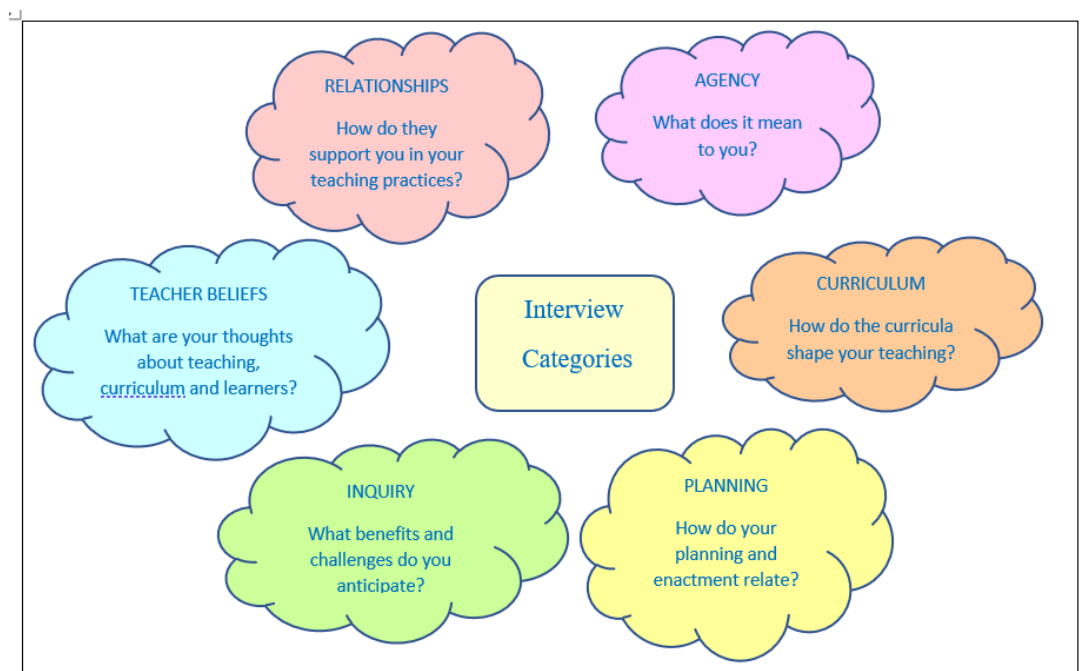 RELATIONSHIPS
How do they
support you in your
teaching practices?
AGENCY
What does it mean
to you?
TEACHER BELIEFS
What are your thoughts
about teaching,
curriculum and learners?
Interview
Categories
CURRICULUM
How do the curricula
shape your teaching?
INQUIRY
What benefits and
challenges do you
anticipate?
PLANNING
How do your
planning and
enactment relate?